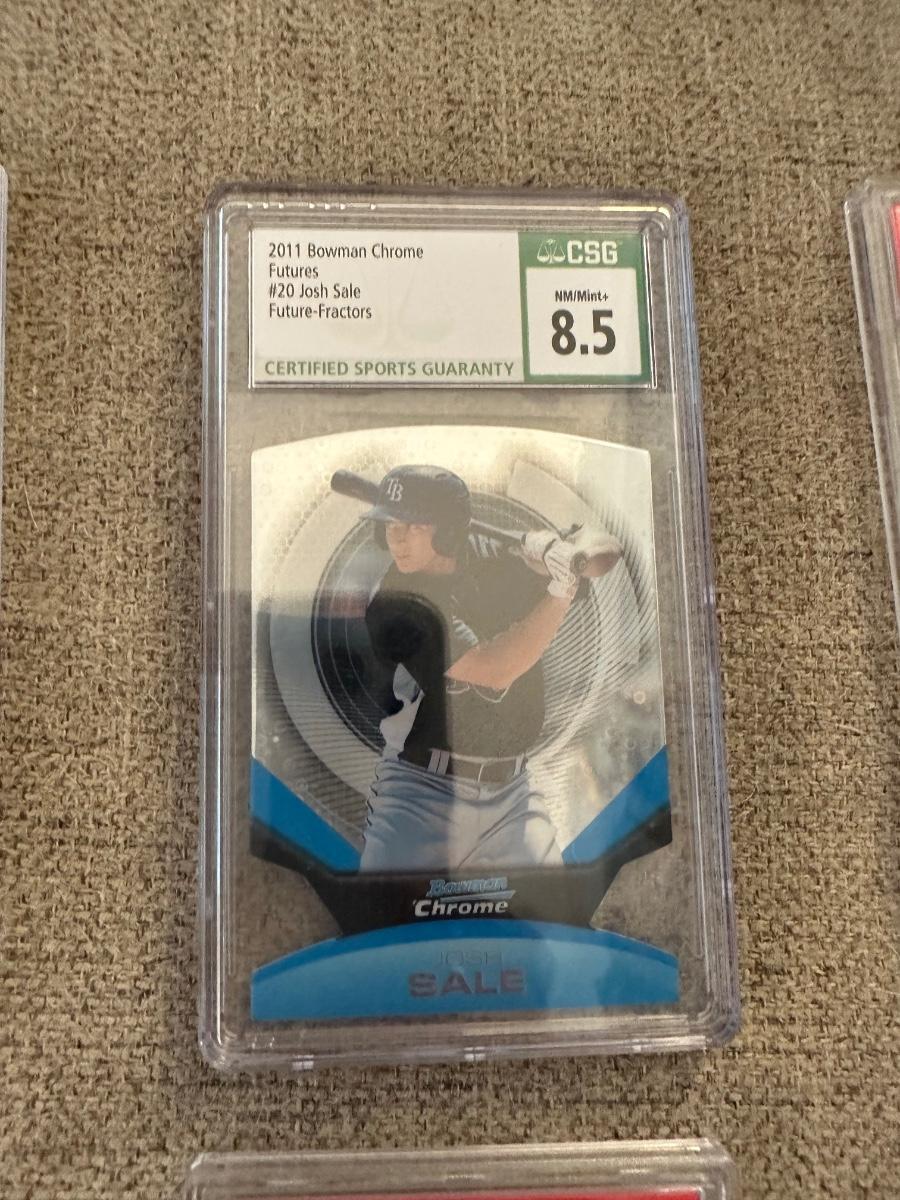 2011 Bowman Chrome
Futures
#20 Josh Sale
Future-Fractors
CERTIFIED SPORTS GUARANTY
CSG
NM/Mint+
8.5
TB
Bowman
Chrome
JOSH
SALE